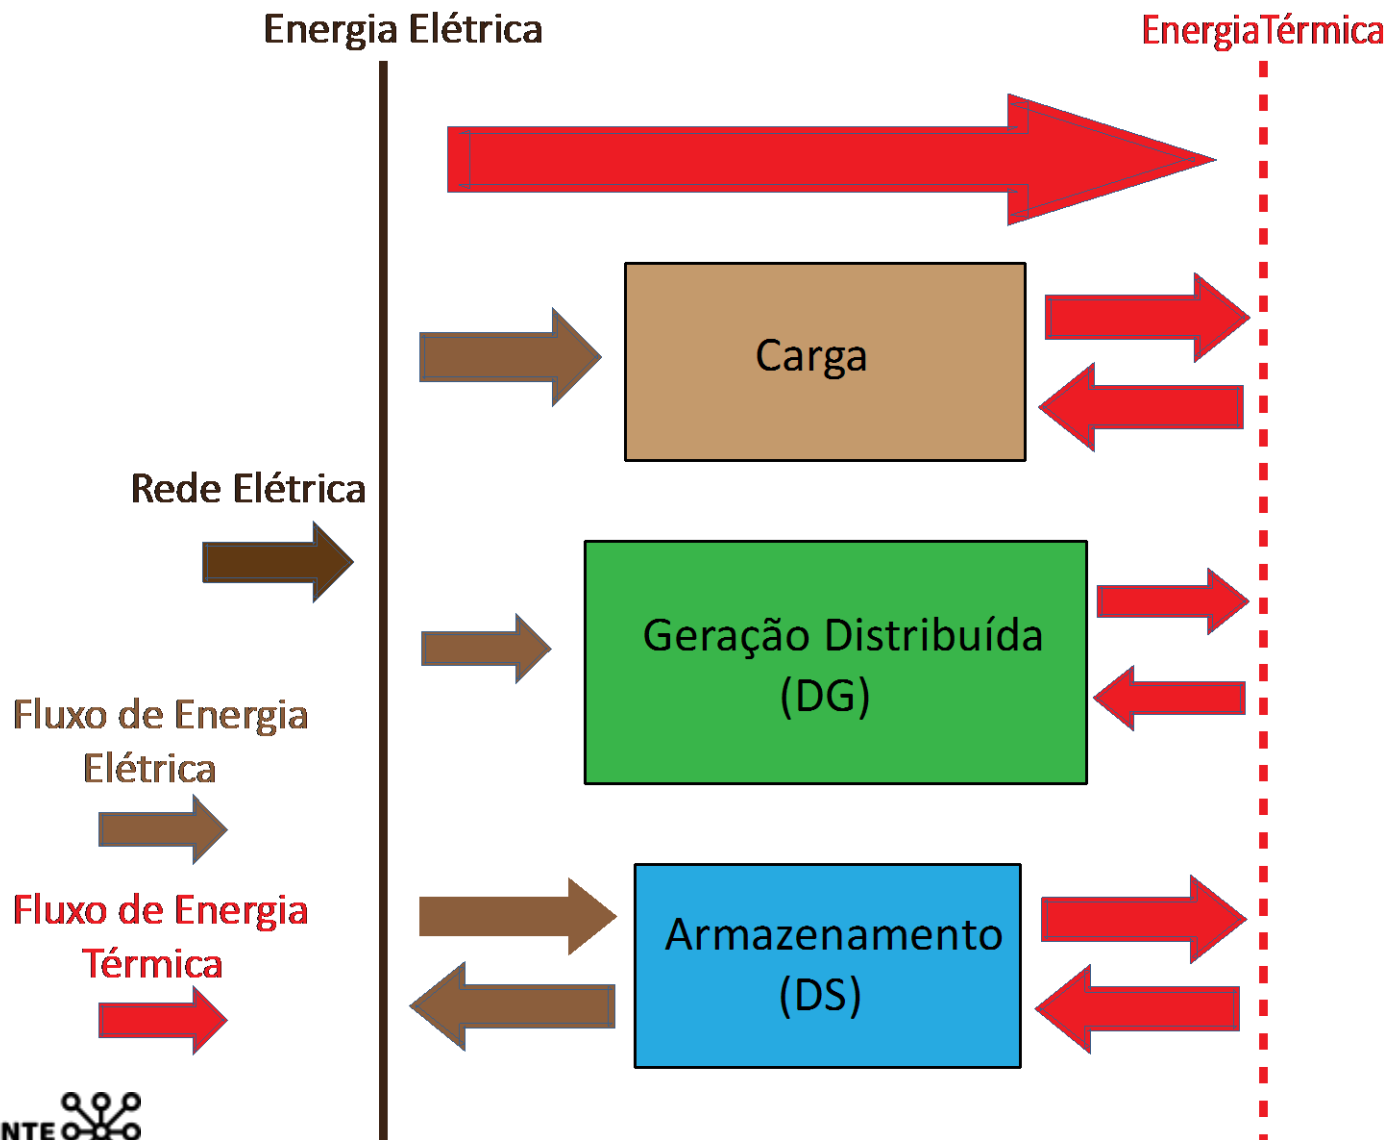 Energia Elétrica
EnergiaTérmica
Carga
Rede Elétrica
Geração Distribuída
(DG)
Fluxo de Energia
Elétrica
Fluxo de Energia
Térmica
Armazenamento
(DS)
NTE